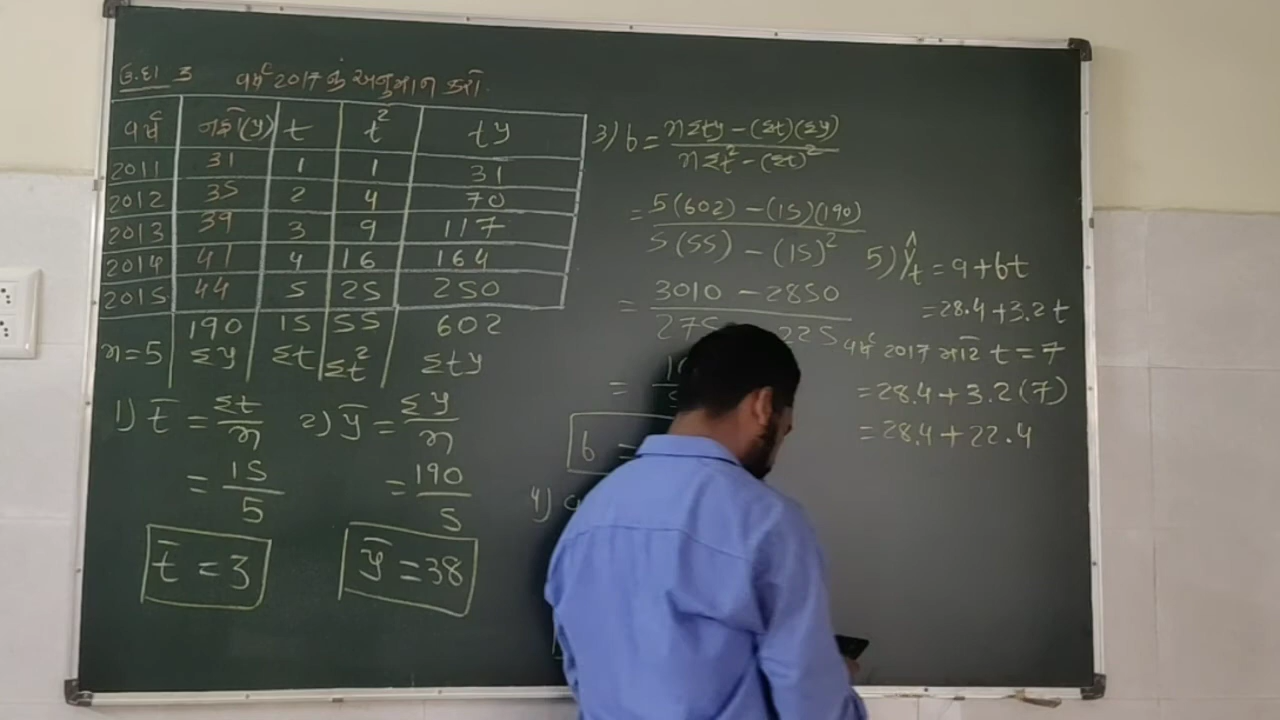 ઉ.દા 3 વર્ષ 2017 નું અનુમાન કરો.
વર્ષ નફો (y) t t² ty
2011 31 1 1 31
2012 35 2 4 70
2013 39 3 9 117
2014 41 4 16 164
2015 44 5 25 250
190 15 55 602
n=5 Σy Σt Σt² Σty
1) t̄ = Σt/n
= 15/5
t̄ = 3
2) ȳ = Σy/n
= 190/5
ȳ = 38
3) b = nΣty - (Σt)(Σy) / nΣt² - (Σt)²
= 5(602) - (15)(190) / 5(55) - (15)²
= 3010 - 2850 / 275 225
=
b =
4)
5) ŷt = a + bt
= 28.4 + 3.2 t
વર્ષ 2017 માટે t = 7
= 28.4 + 3.2 (7)
= 28.4 + 22.4